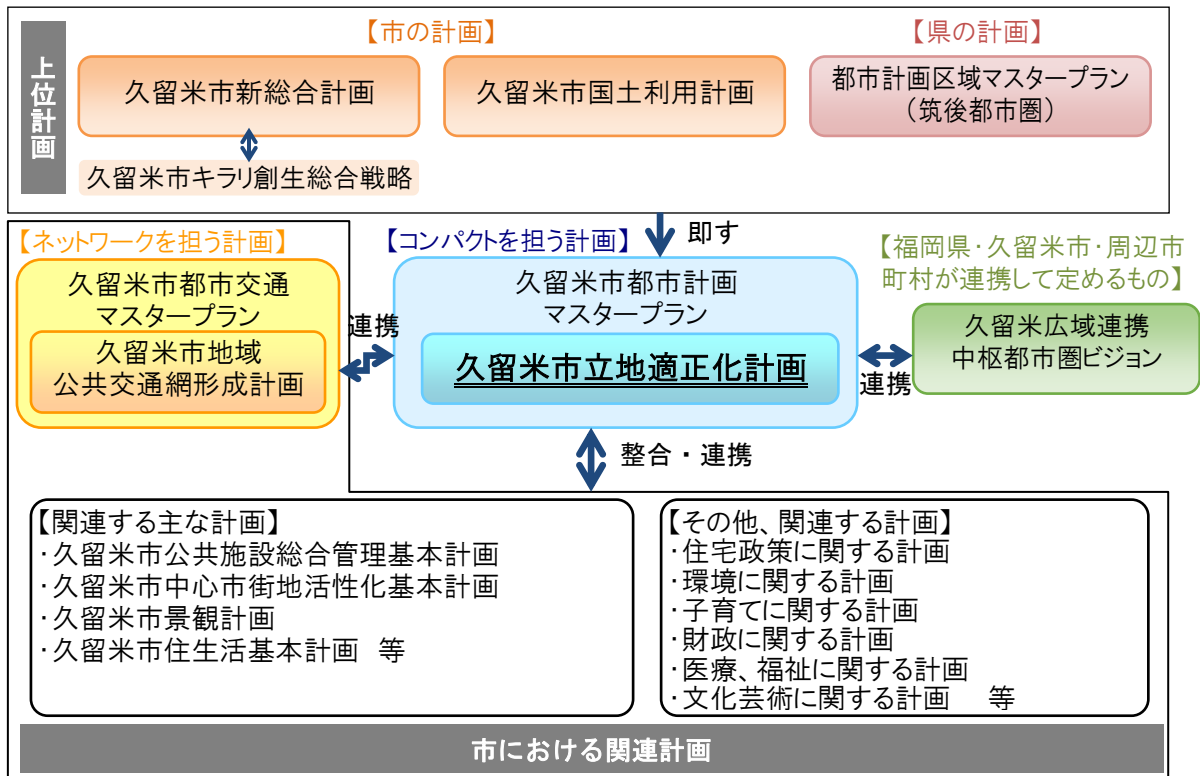 上位計画
【市の計画】
【県の計画】
久留米市新総合計画
久留米市国土利用計画
都市計画区域マスタープラン
（筑後都市圏）
久留米市キラリ創生総合戦略
即す
【ネットワークを担う計画】
久留米市都市交通
マスタープラン
久留米市地域
公共交通網形成計画
連携
【コンパクトを担う計画】
久留米市都市計画
マスタープラン
久留米市立地適正化計画
連携
【福岡県・久留米市・周辺市
町村が連携して定めるもの】
久留米広域連携
中枢都市圏ビジョン
整合・連携
【関連する主な計画】
・久留米市公共施設総合管理基本計画
・久留米市中心市街地活性化基本計画
・久留米市景観計画
・久留米市住生活基本計画　等
【その他、関連する計画】
・住宅政策に関する計画
・環境に関する計画
・子育てに関する計画
・財政に関する計画
・医療、福祉に関する計画
・文化芸術に関する計画　等
市における関連計画